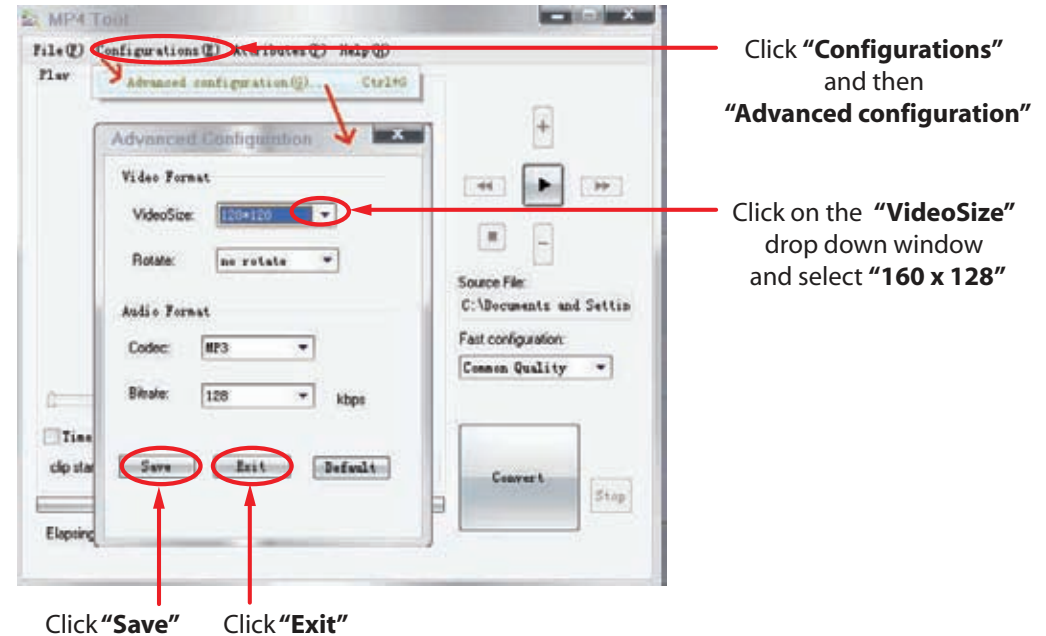 MP4 Tool
File(F) Configurations(E) Attributes(T) Help(H)
Play
Advanced configuration(G)... Ctrl+G
Click “Configurations”
and then
“Advanced configuration”
Advanced Configuration
Video Format
VideoSize: 128*128
Rotate: no rotate
Audio Format
Codec: MP3
Bitrate: 128 kbps
Save Exit Default
Time
clip star
Elapsing
+
-
Click on the “VideoSize”
drop down window
and select “160 x 128”
Source File:
C:\Documents and Settin
Fast configuration:
Common Quality
Convert
Stop
Click “Save” Click “Exit”